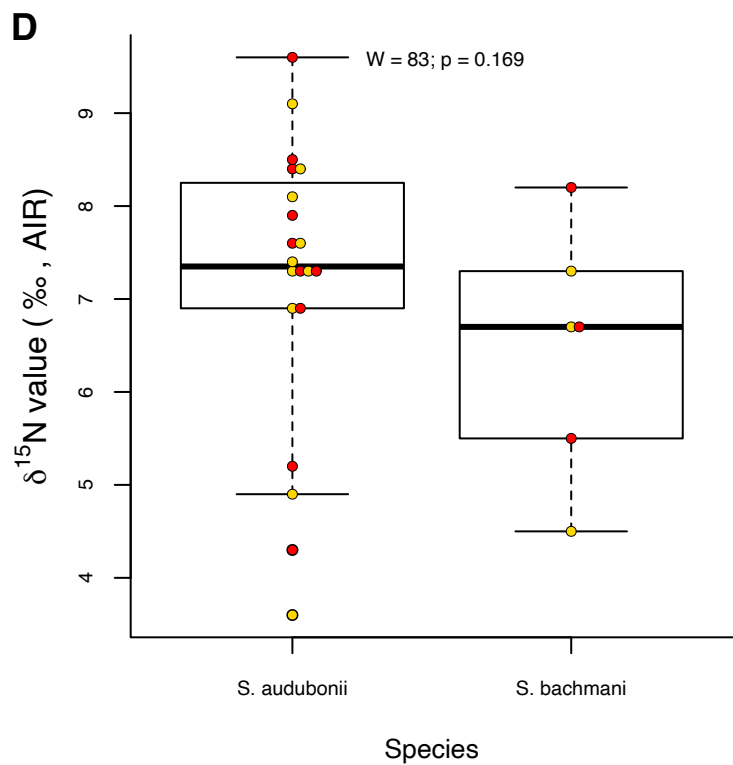 D
W = 83; p = 0.169
δ¹⁵N value ( ‰ , AIR)
9
8
7
6
5
4
S. audubonii
S. bachmani
Species